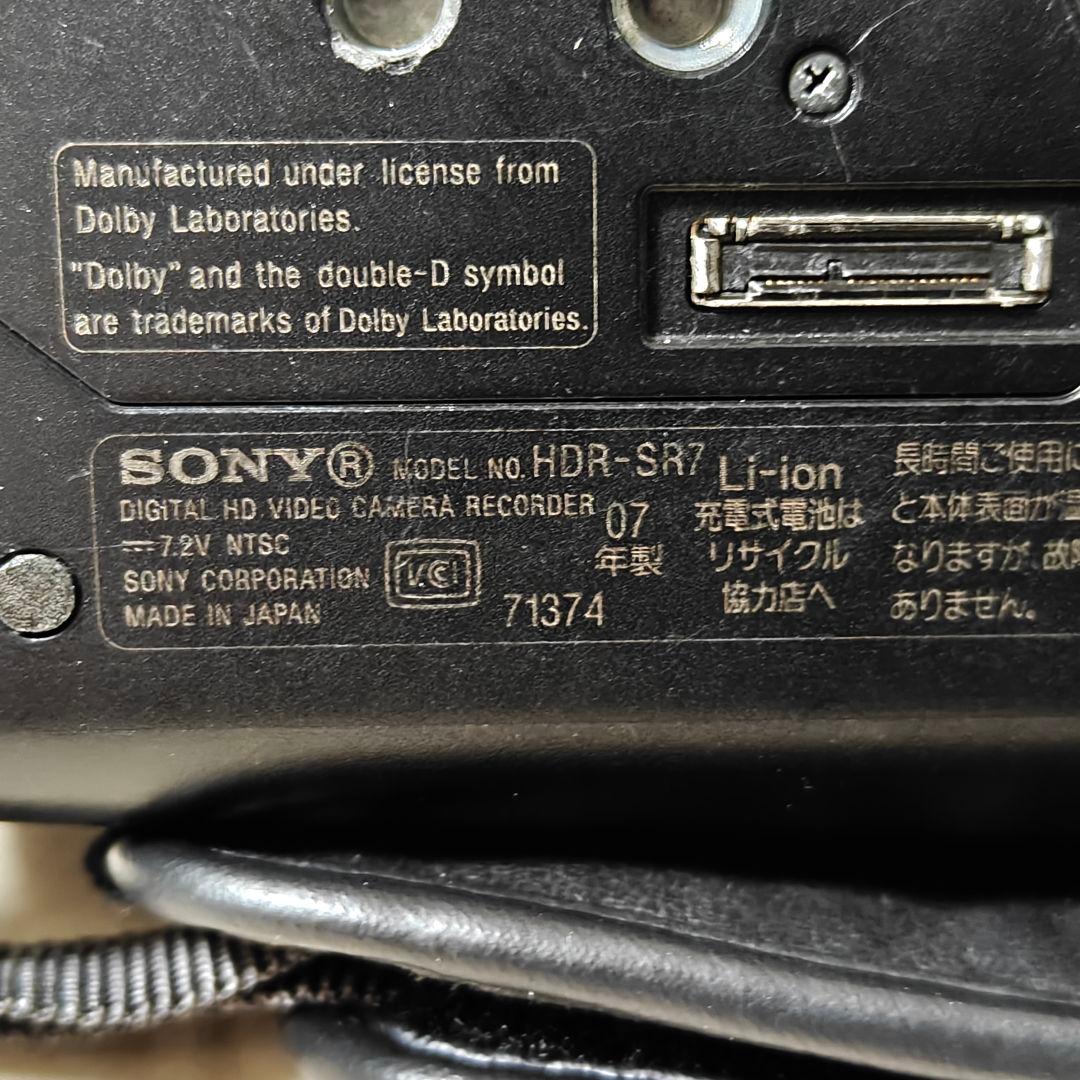 Manufactured under license from
Dolby Laboratories.
"Dolby" and the double-D symbol
are trademarks of Dolby Laboratories.
SONY® MODEL NO. HDR-SR7
DIGITAL HD VIDEO CAMERA RECORDER
⎓7.2V NTSC
SONY CORPORATION
MADE IN JAPAN
VCCI
07
年製
71374
Li-ion
充電式電池は
リサイクル
協力店へ
長時間ご使用に
と本体表面が温
なりますが、故障
ありません。